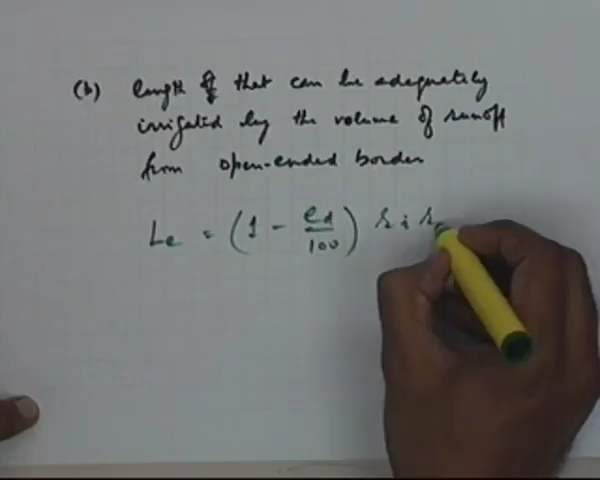 (b) length of that can be adequately
irrigated by the volume of runoff
from open-ended border
Le = (1 - ed/100) ri r